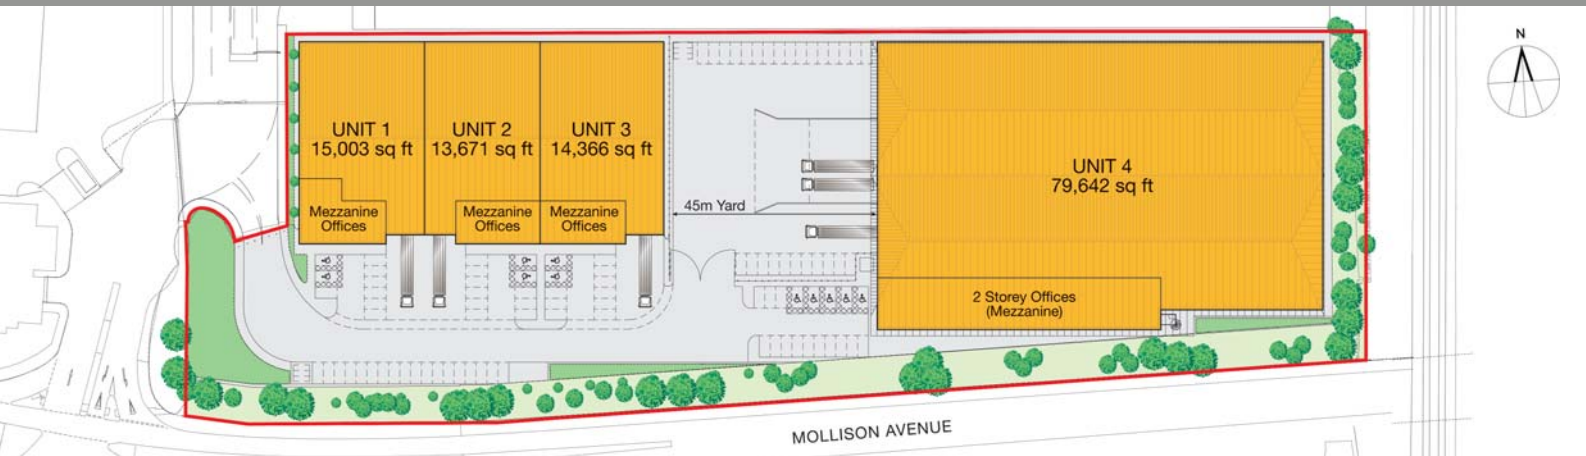 N
UNIT 1
15,003 sq ft
UNIT 2
13,671 sq ft
UNIT 3
14,366 sq ft
UNIT 4
79,642 sq ft
Mezzanine
Offices
Mezzanine
Offices
Mezzanine
Offices
45m Yard
2 Storey Offices
(Mezzanine)
MOLLISON AVENUE